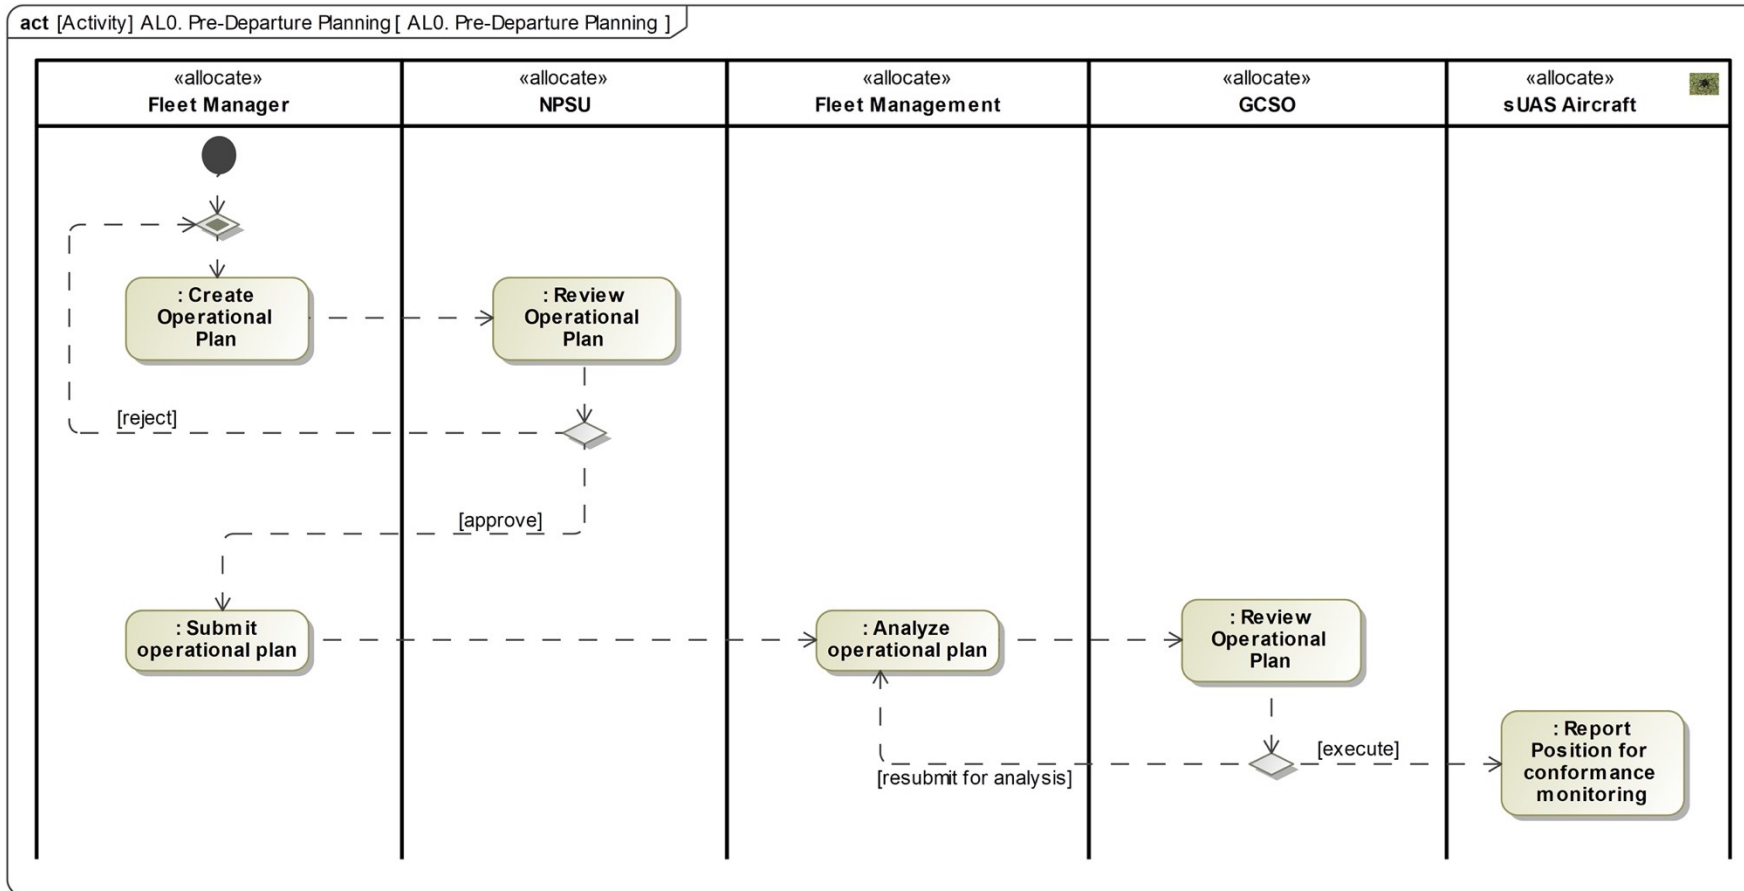 act [Activity] AL0. Pre-Departure Planning [ AL0. Pre-Departure Planning ]
«allocate»
Fleet Manager
«allocate»
NPSU
«allocate»
Fleet Management
«allocate»
GCSO
«allocate»
sUAS Aircraft
: Create
Operational
Plan
: Review
Operational
Plan
[reject]
[approve]
: Submit
operational plan
: Analyze
operational plan
: Review
Operational
Plan
[resubmit for analysis]
[execute]
: Report
Position for
conformance
monitoring